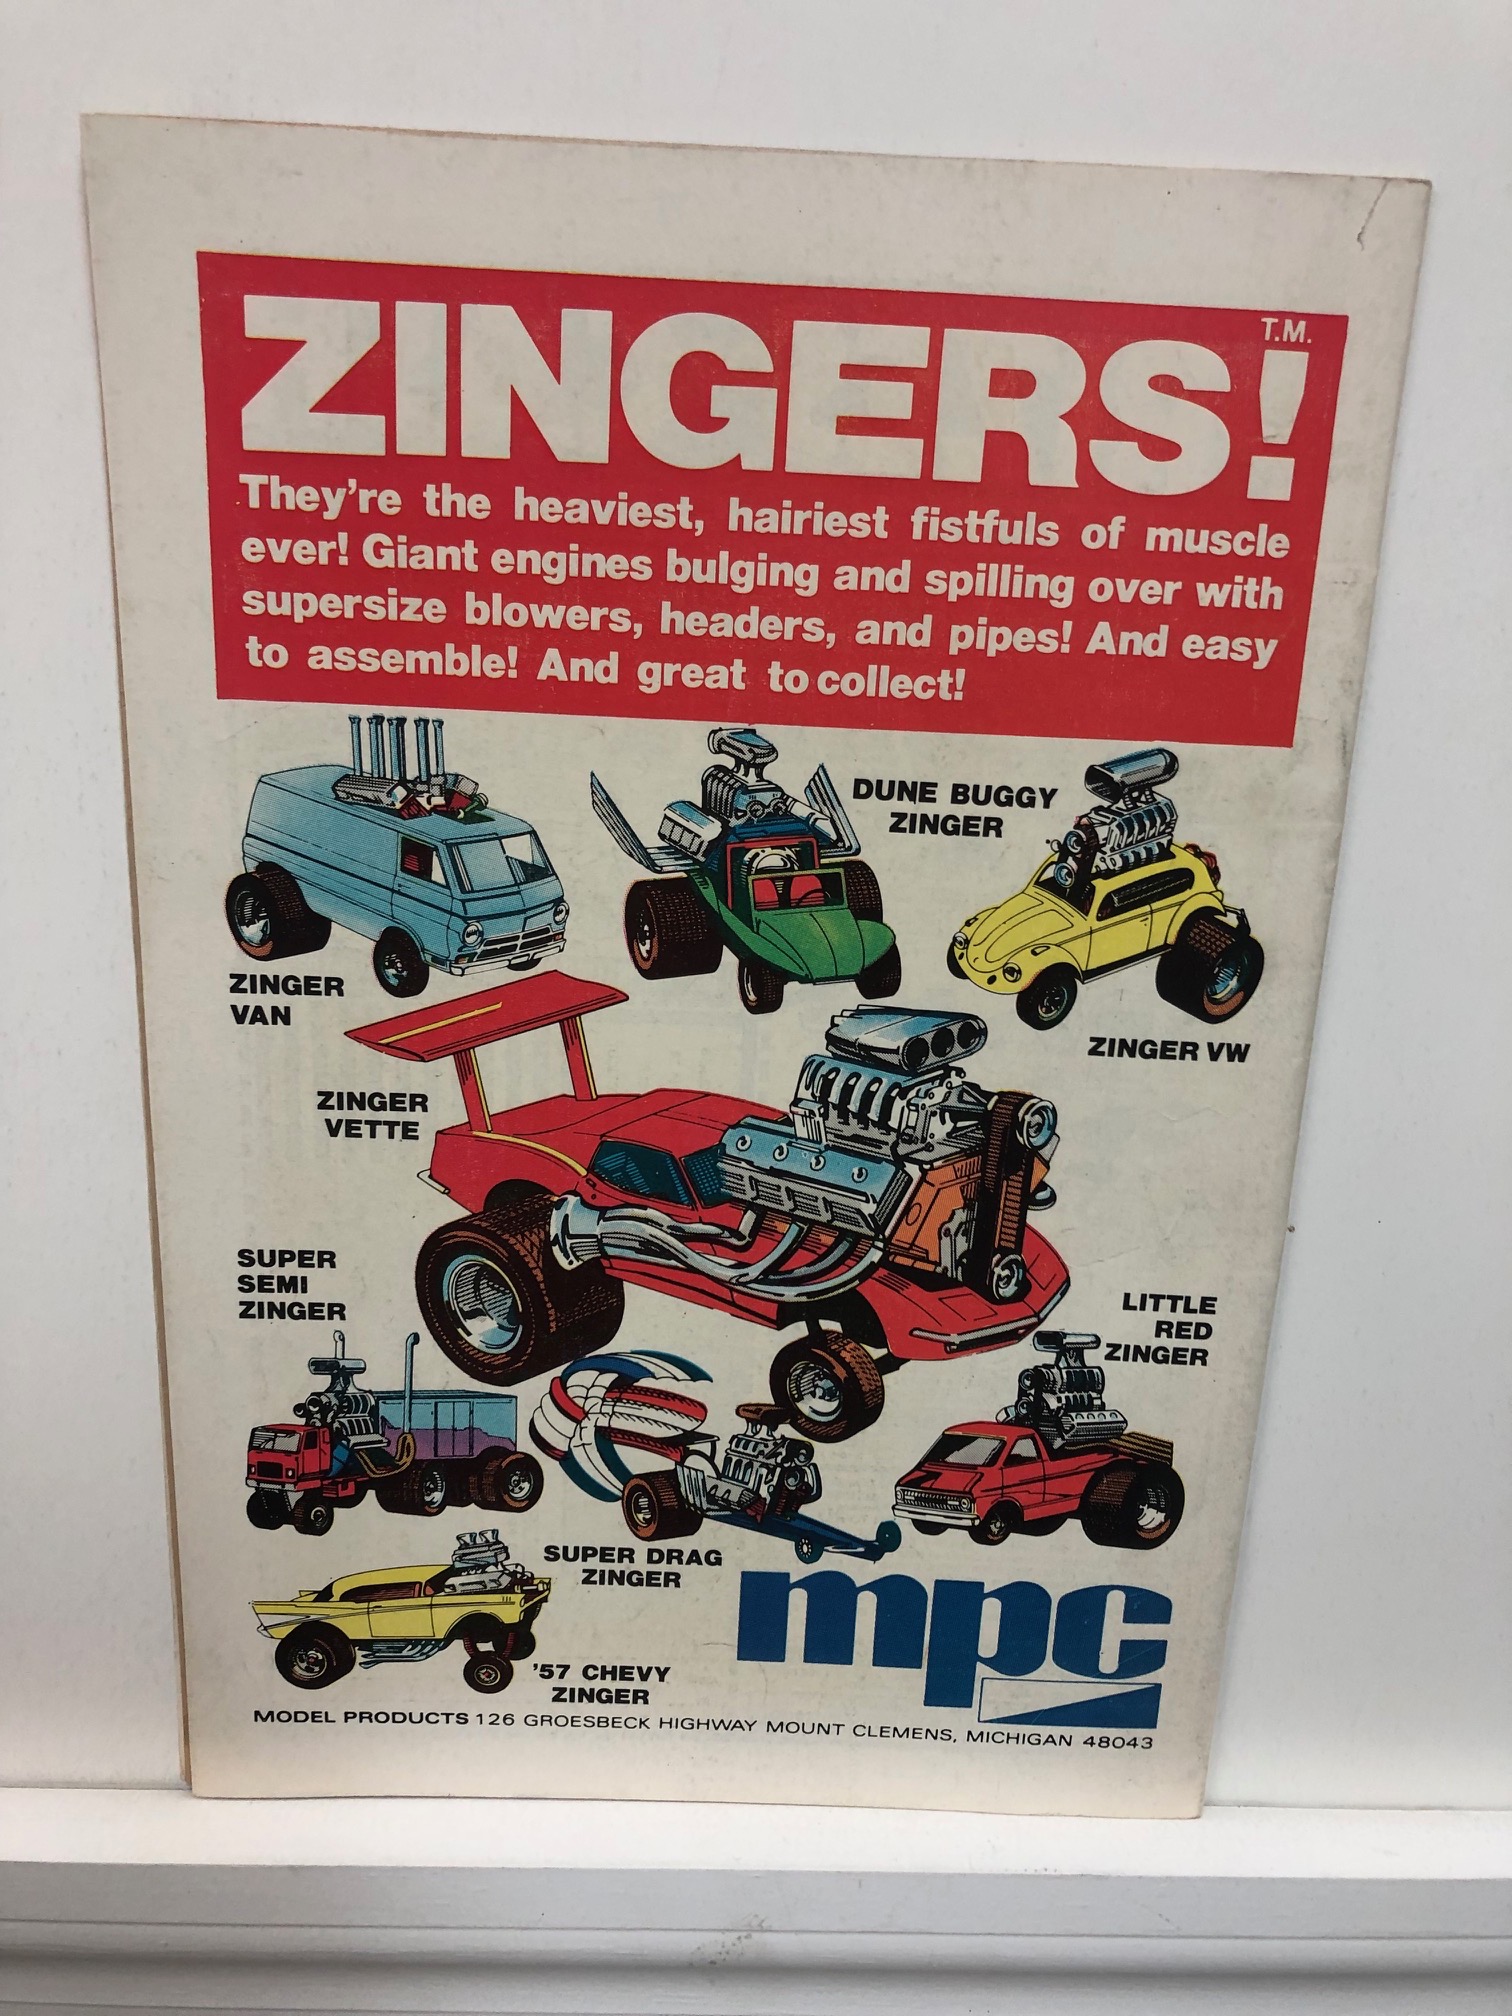 ZINGERS!
T.M.
They're the heaviest, hairiest fistfuls of muscle
ever! Giant engines bulging and spilling over with
supersize blowers, headers, and pipes! And easy
to assemble! And great to collect!
DUNE BUGGY
ZINGER
ZINGER
VAN
ZINGER VW
ZINGER
VETTE
SUPER
SEMI
ZINGER
LITTLE
RED
ZINGER
SUPER DRAG
ZINGER
'57 CHEVY
ZINGER
mpc
MODEL PRODUCTS 126 GROESBECK HIGHWAY MOUNT CLEMENS, MICHIGAN 48043